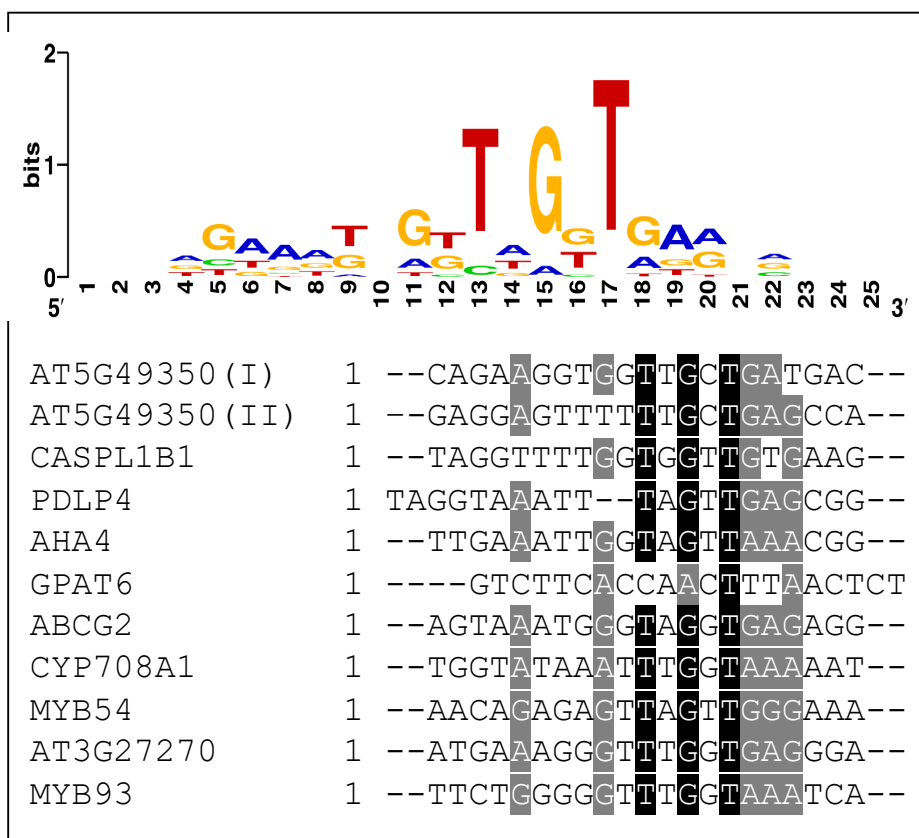 2
bits
1
T G T
G A A A T G T A G G A A A
0
5′ 1 2 3 4 5 6 7 8 9 10 11 12 13 14 15 16 17 18 19 20 21 22 23 24 25 3′
AT5G49350(I) 1 --CAGAAGGTGGTTGCTGATGAC--
AT5G49350(II) 1 --GAGGAGTTTTTTGCTGAGCCA--
CASPL1B1 1 --TAGGTTTTGGTGGTTGTGAAG--
PDLP4 1 TAGGTAAATT--TAGTTGAGCGG--
AHA4 1 --TTGAAATTGGTAGTTAAACGG--
GPAT6 1 ----GTCTTCACCAACTTTAACTCT
ABCG2 1 --AGTAAATGGGTAGGTGAGAGG--
CYP708A1 1 --TGGTATAAATTTGGTAAAAAT--
MYB54 1 --AACAGAGAGTTAGTTGGGAAA--
AT3G27270 1 --ATGAAAGGGTTTGGTGAGGGA--
MYB93 1 --TTCTGGGGGTTTGGTAAATCA--